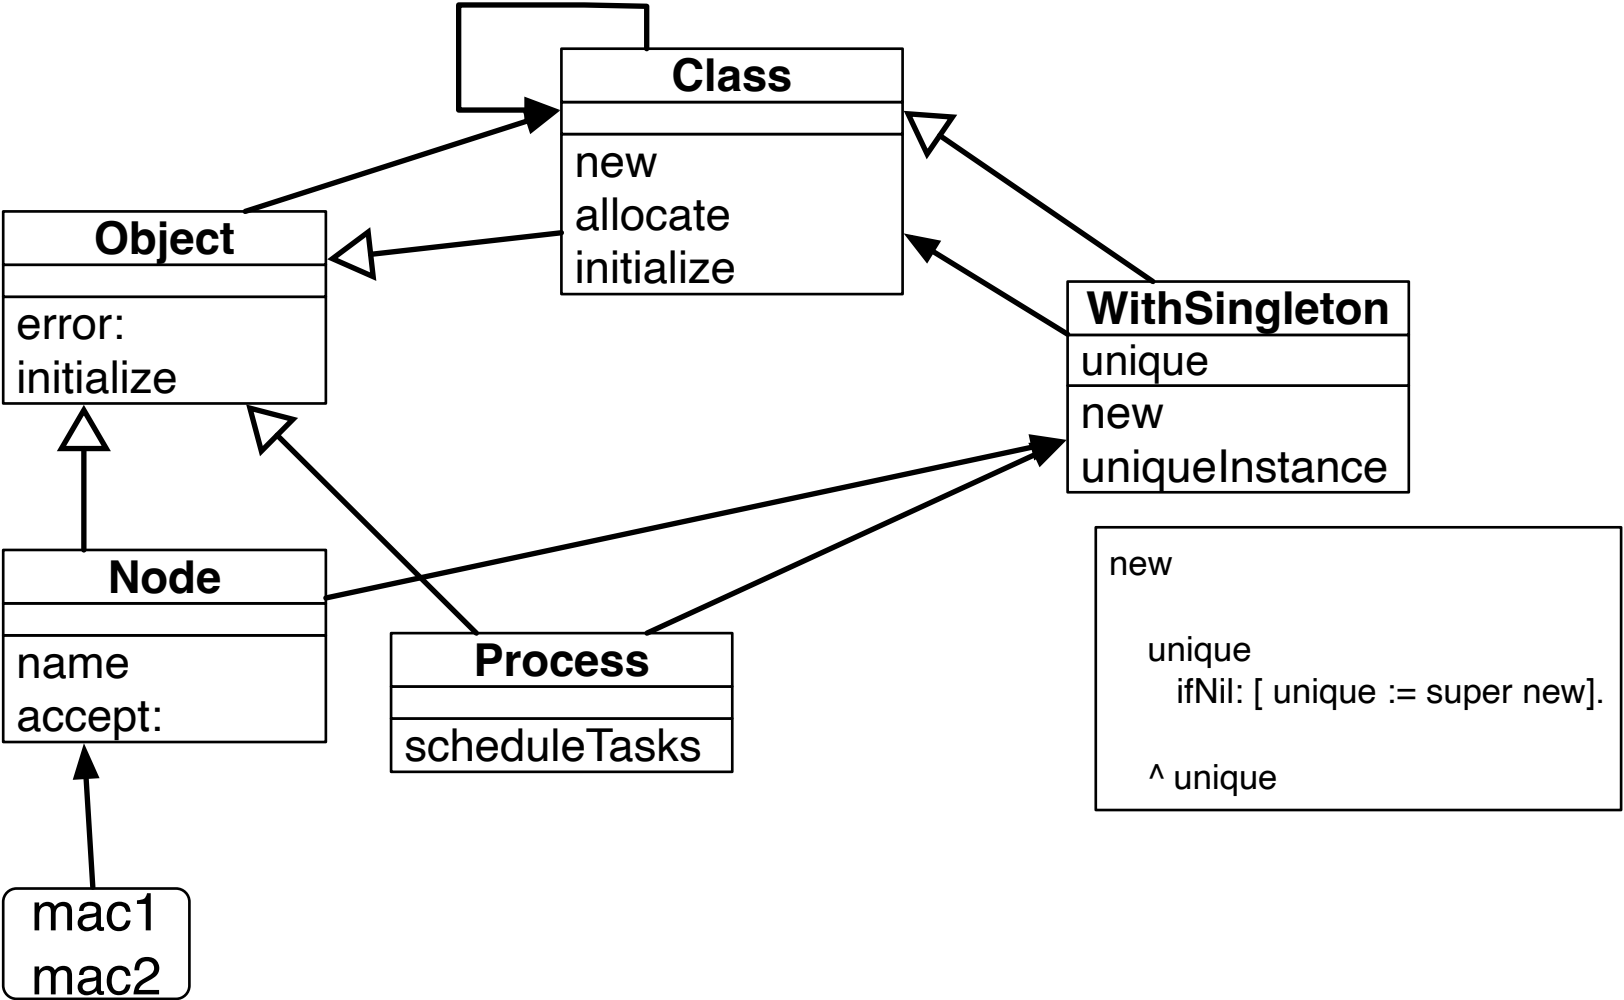 Class
new
allocate
initialize
Object
error:
initialize
WithSingleton
unique
new
uniqueInstance
Node
name
accept:
Process
scheduleTasks
new
unique
ifNil: [ unique := super new].
^ unique
mac1
mac2